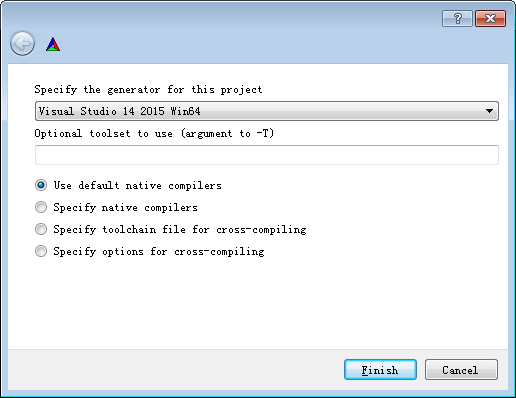 ?
Specify the generator for this project
Visual Studio 14 2015 Win64
Optional toolset to use (argument to -T)
Use default native compilers
Specify native compilers
Specify toolchain file for cross-compiling
Specify options for cross-compiling
Finish
Cancel